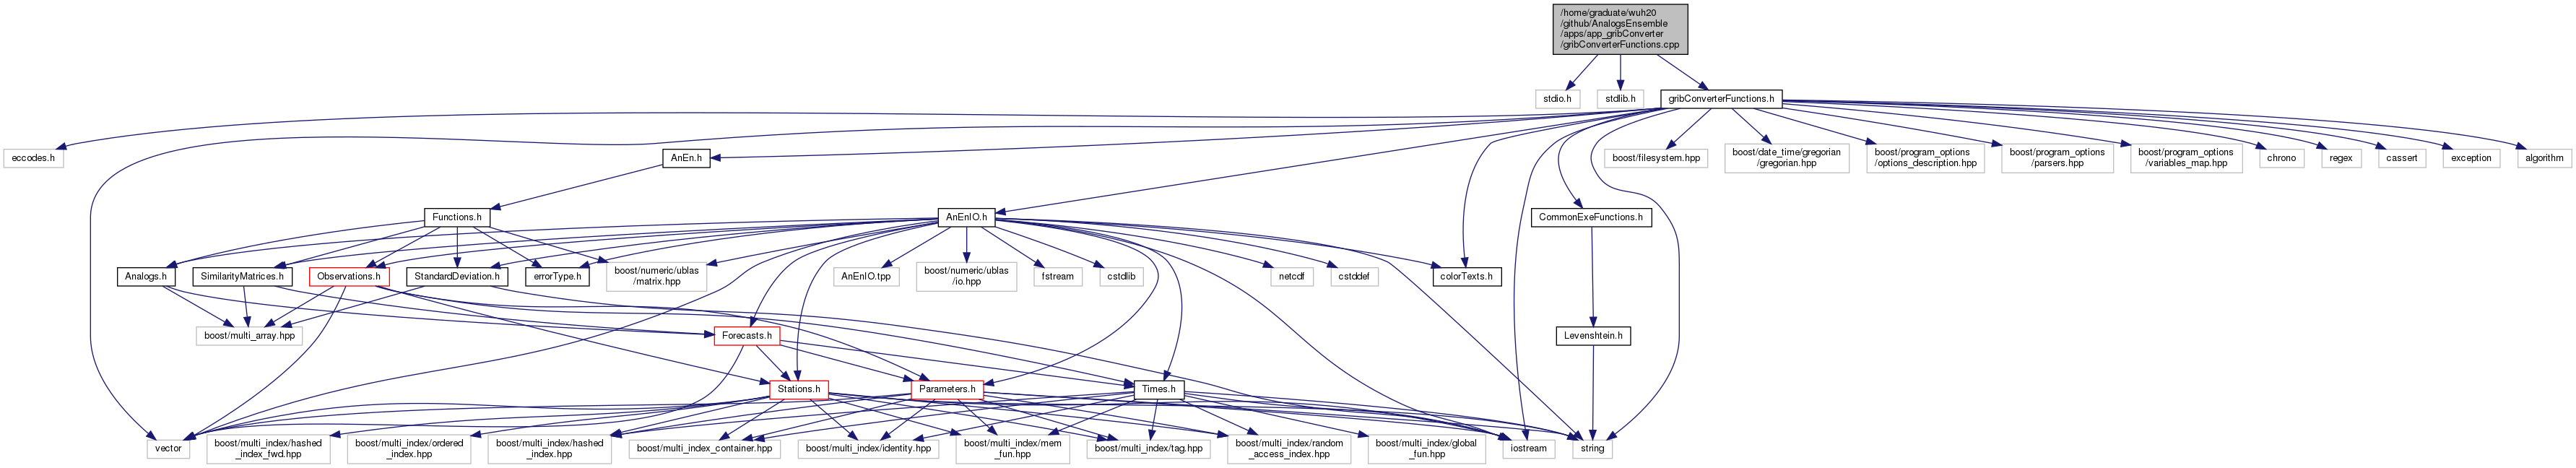 /home/graduate/wuh20
/github/AnalogsEnsemble
/apps/app_gribConverter
/gribConverterFunctions.cpp
stdio.h
stdlib.h
gribConverterFunctions.h
eccodes.h
AnEn.h
boost/filesystem.hpp
boost/date_time/gregorian
/gregorian.hpp
boost/program_options
/options_description.hpp
boost/program_options
/parsers.hpp
boost/program_options
/variables_map.hpp
chrono
regex
cassert
exception
algorithm
Functions.h
AnEnIO.h
CommonExeFunctions.h
Analogs.h
SimilarityMatrices.h
Observations.h
StandardDeviation.h
errorType.h
boost/numeric/ublas
/matrix.hpp
AnEnIO.tpp
boost/numeric/ublas
/io.hpp
fstream
cstdlib
netcdf
cstddef
colorTexts.h
boost/multi_array.hpp
Forecasts.h
Levenshtein.h
Stations.h
Parameters.h
Times.h
vector
boost/multi_index/hashed
_index_fwd.hpp
boost/multi_index/ordered
_index.hpp
boost/multi_index/hashed
_index.hpp
boost/multi_index_container.hpp
boost/multi_index/identity.hpp
boost/multi_index/mem
_fun.hpp
boost/multi_index/tag.hpp
boost/multi_index/random
_access_index.hpp
boost/multi_index/global
_fun.hpp
iostream
string